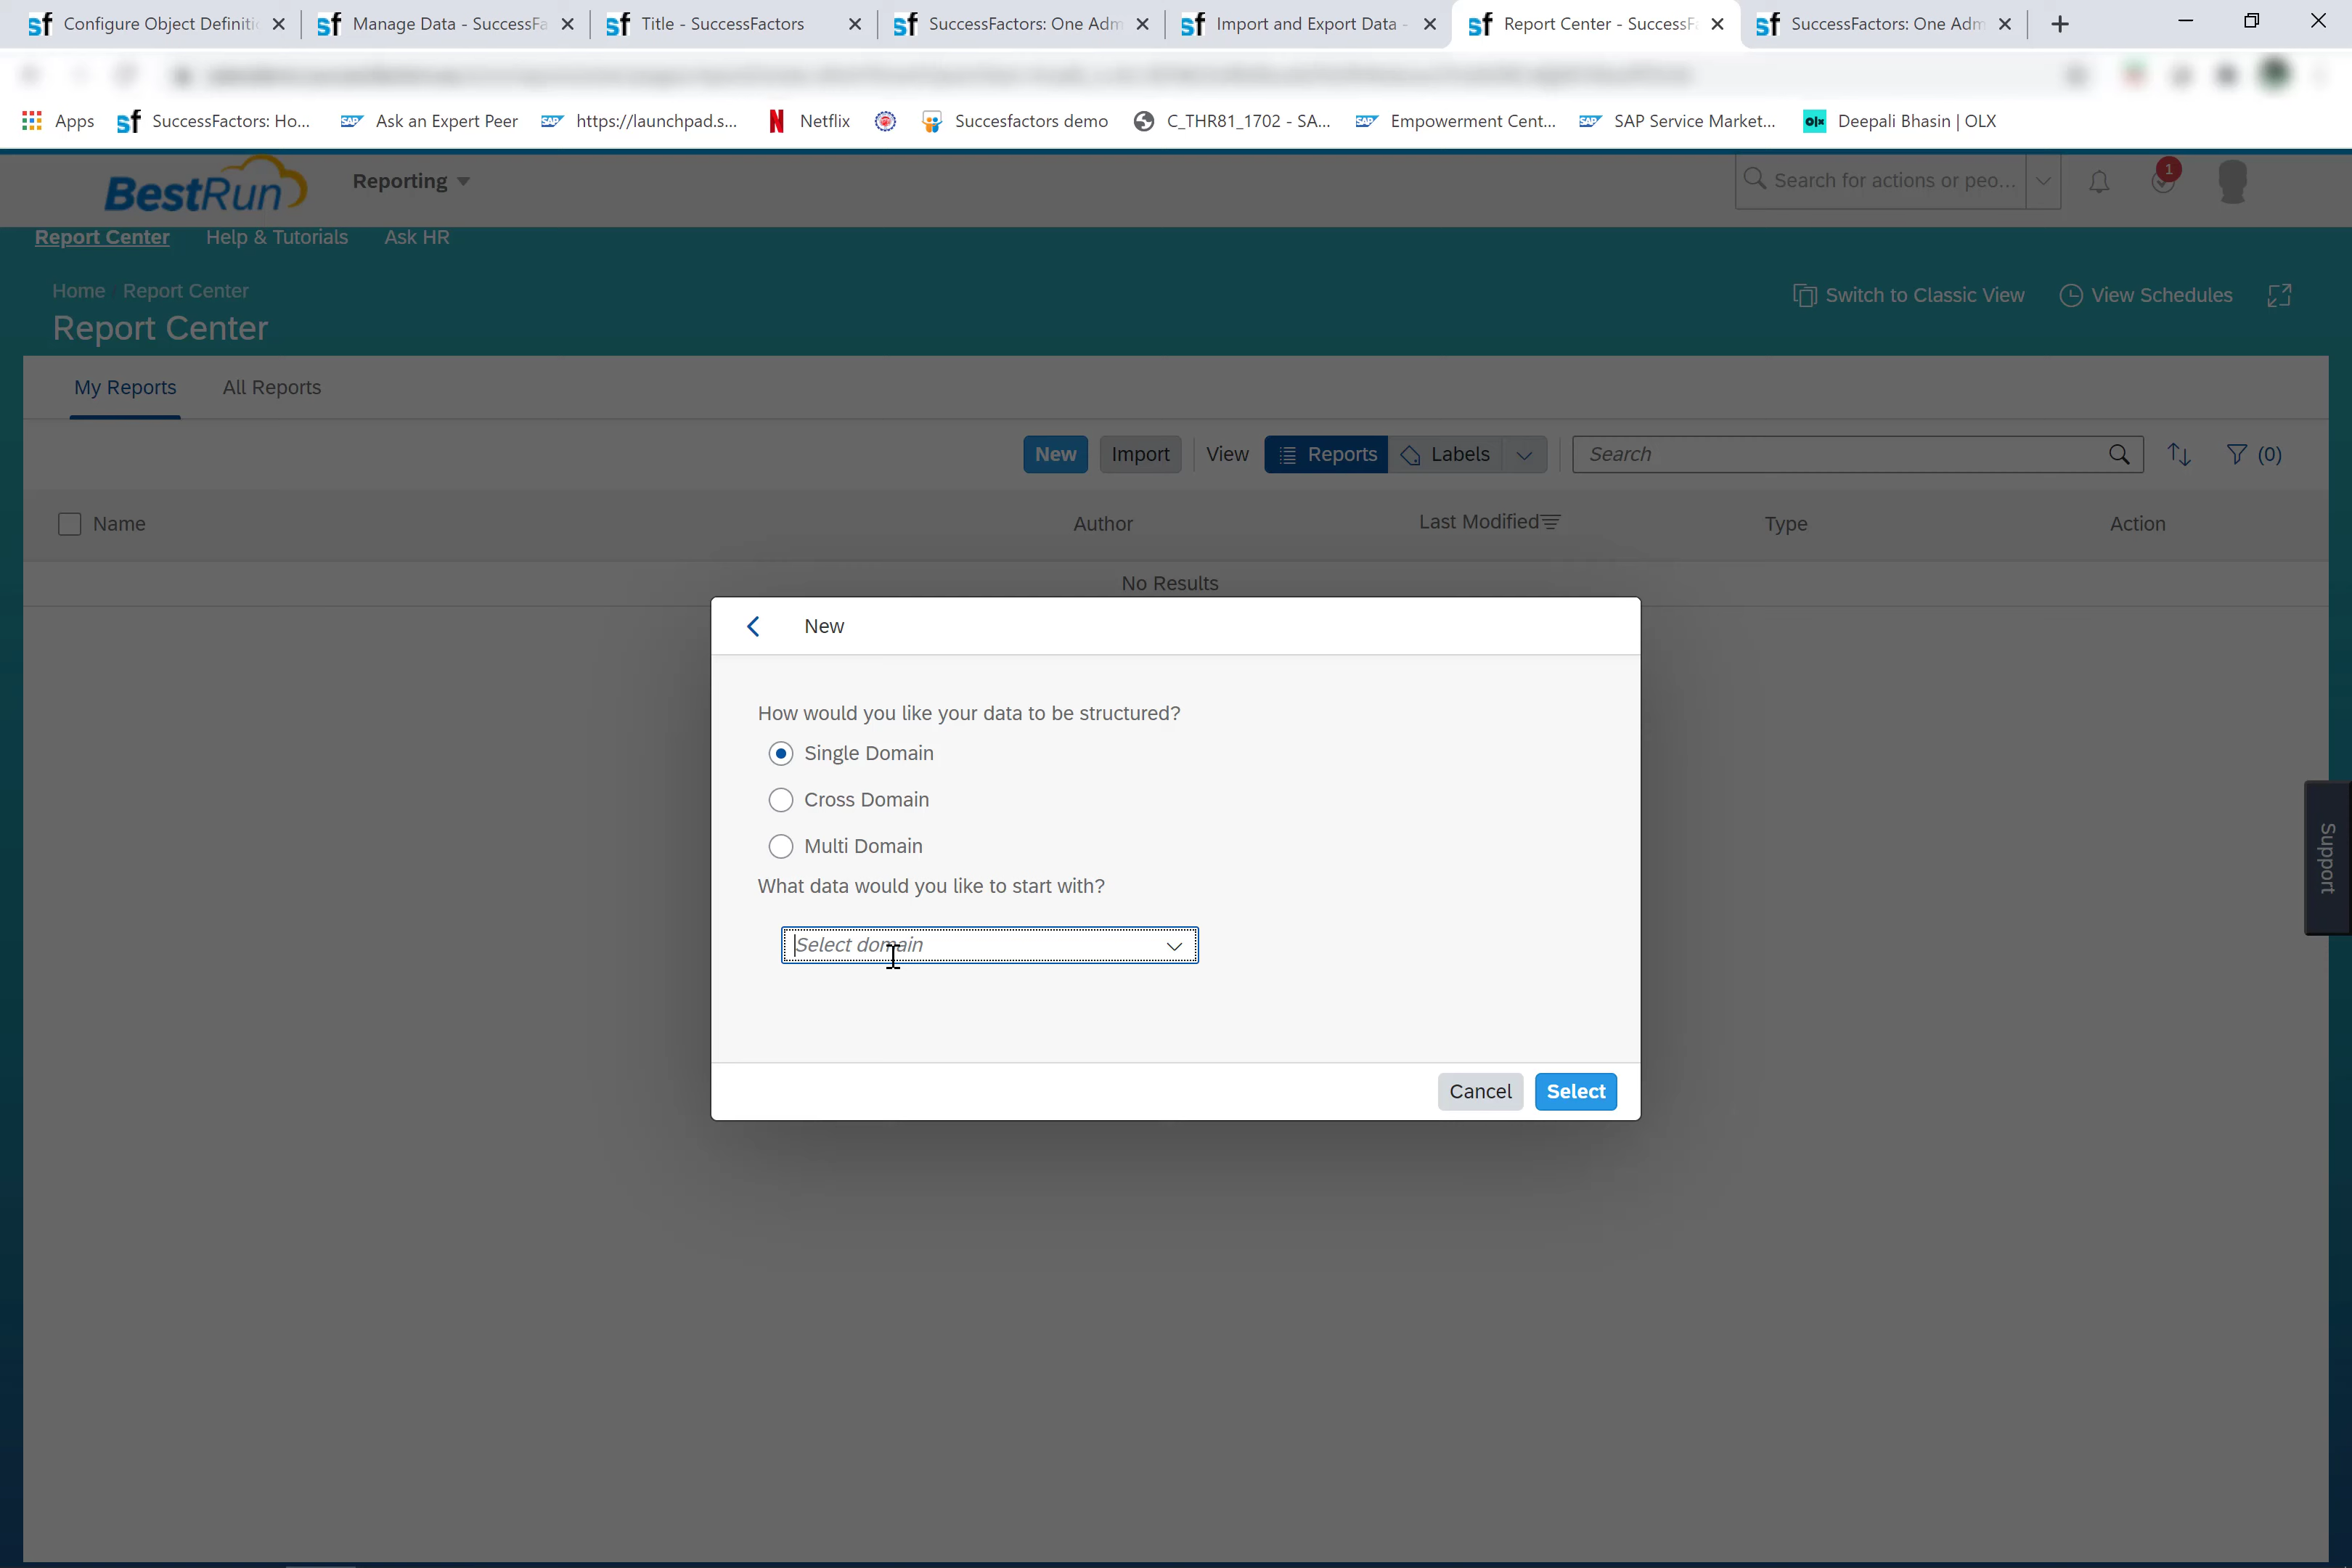 Configure Object Definitio
Manage Data - SuccessFa
Title - SuccessFactors
SuccessFactors: One Adm
Import and Export Data -
Report Center - SuccessFa
SuccessFactors: One Adm
Apps
SuccessFactors: Ho...
Ask an Expert Peer
https://launchpad.s...
Netflix
Succesfactors demo
C_THR81_1702 - SA...
Empowerment Cent...
SAP Service Market...
Deepali Bhasin | OLX
BestRun
Reporting
Search for actions or peo...
1
Report Center
Help & Tutorials
Ask HR
Home
Report Center
Report Center
Switch to Classic View
View Schedules
My Reports
All Reports
New
Import
View
Reports
Labels
Search
(0)
Name
Author
Last Modified
Type
Action
No Results
New
How would you like your data to be structured?
Single Domain
Cross Domain
Multi Domain
What data would you like to start with?
Select domain
Cancel
Select
Support